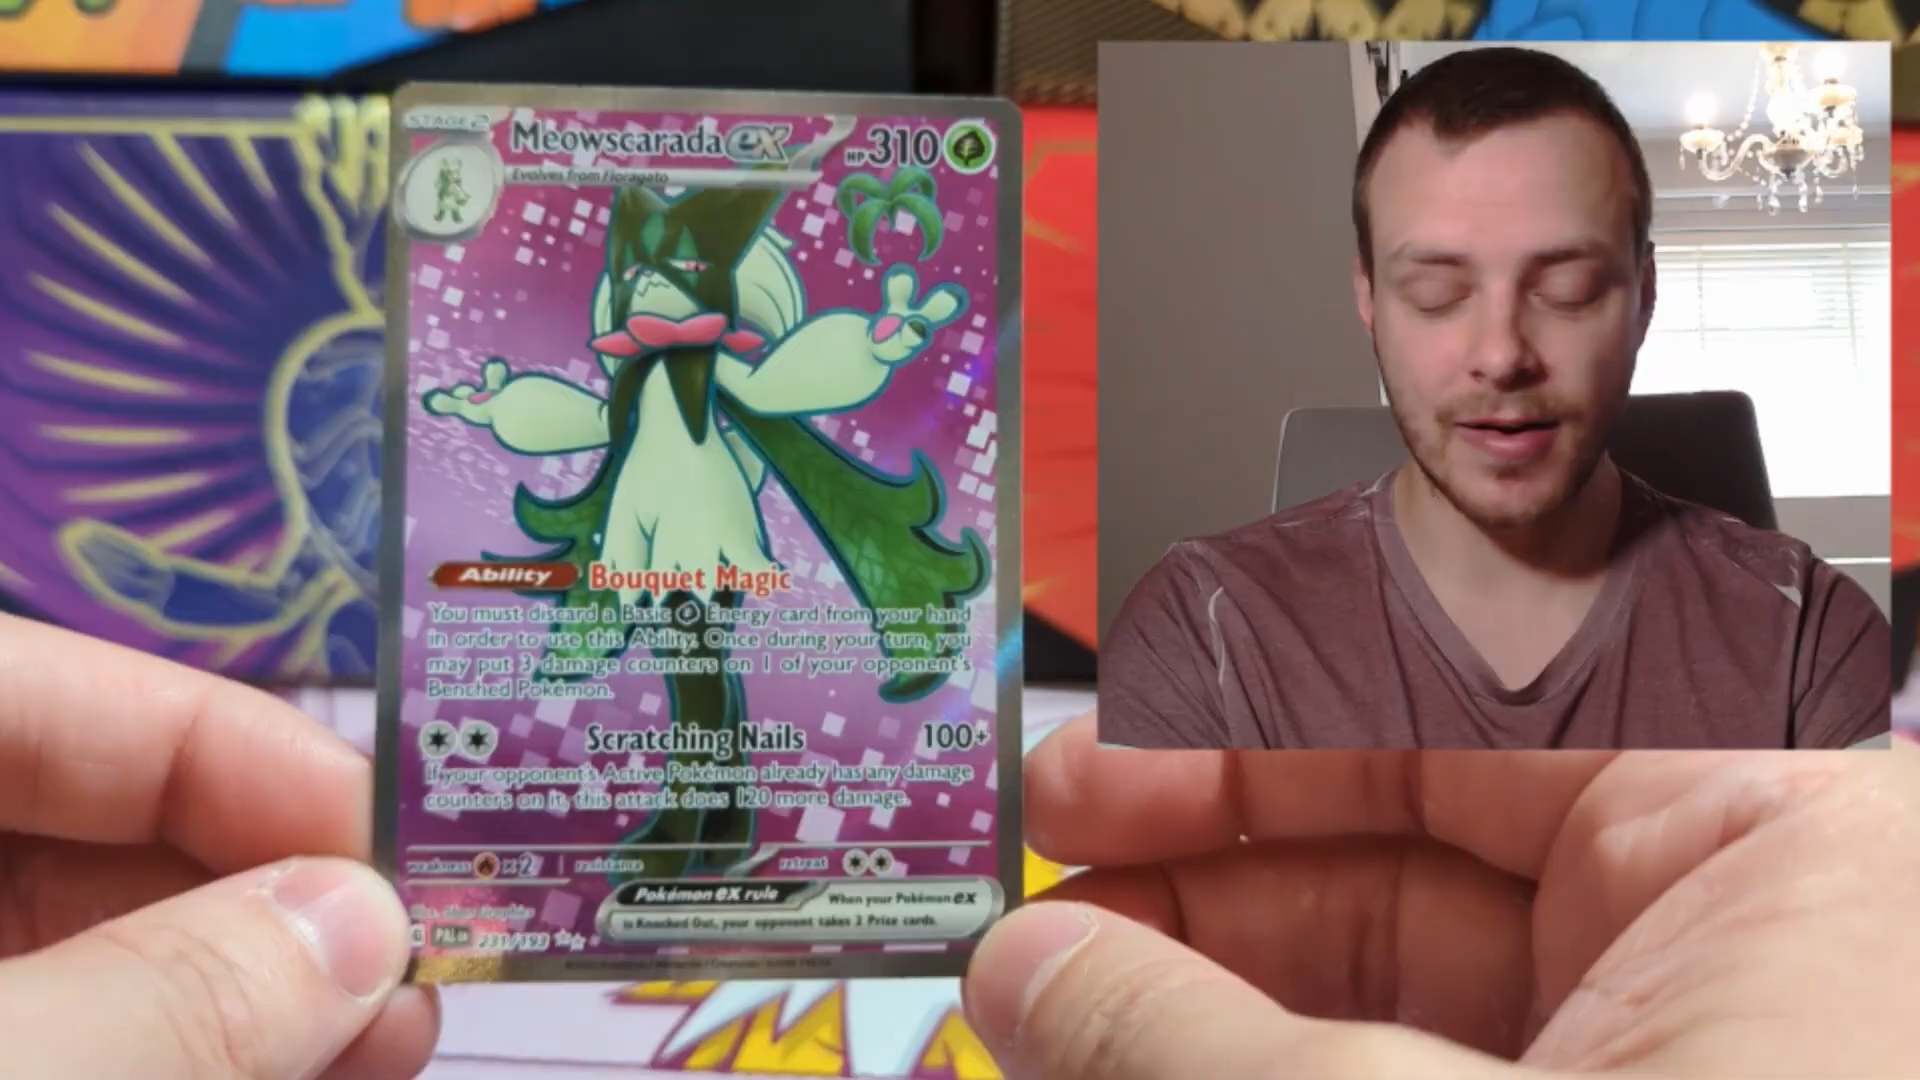 STAGE 2
Meowscarada ex
HP 310
Evolves from Floragato
Ability Bouquet Magic
You must discard a Basic Energy card from your hand
in order to use this Ability. Once during your turn, you
may put 3 damage counters on 1 of your opponent's
Benched Pokémon.
Scratching Nails 100+
If your opponent's Active Pokémon already has any damage
counters on it, this attack does 120 more damage.
weakness ×2 resistance retreat
Pokémon ex rule When your Pokémon ex
is Knocked Out, your opponent takes 2 Prize cards.
G PAL EN 231/193